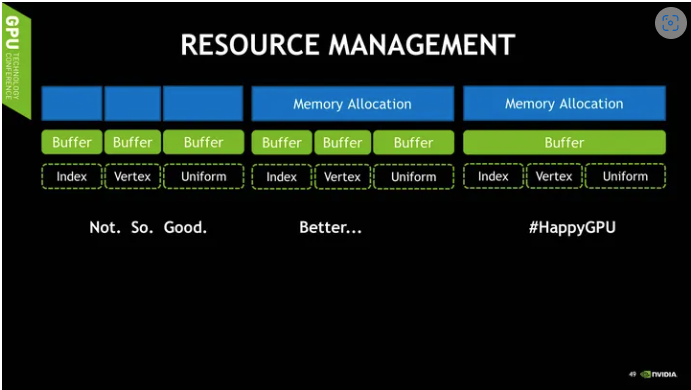 GPU TECHNOLOGY
CONFERENCE
RESOURCE MANAGEMENT
Memory Allocation Memory Allocation
Buffer Buffer Buffer Buffer Buffer Buffer Buffer
Index Vertex Uniform Index Vertex Uniform Index Vertex Uniform
Not. So. Good. Better... #HappyGPU
49 NVIDIA.